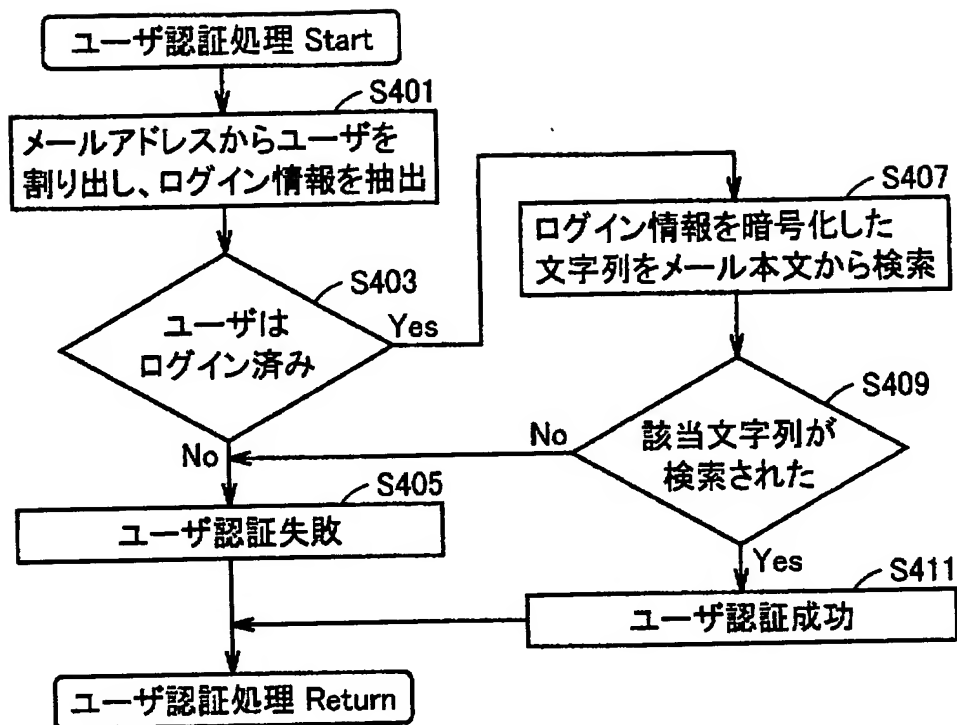 ユーザ認証処理 Start
S401
メールアドレスからユーザを
割り出し、ログイン情報を抽出
S403
ユーザは
ログイン済み
Yes
No
S405
ユーザ認証失敗
S407
ログイン情報を暗号化した
文字列をメール本文から検索
S409
該当文字列が
検索された
No
Yes
S411
ユーザ認証成功
ユーザ認証処理 Return